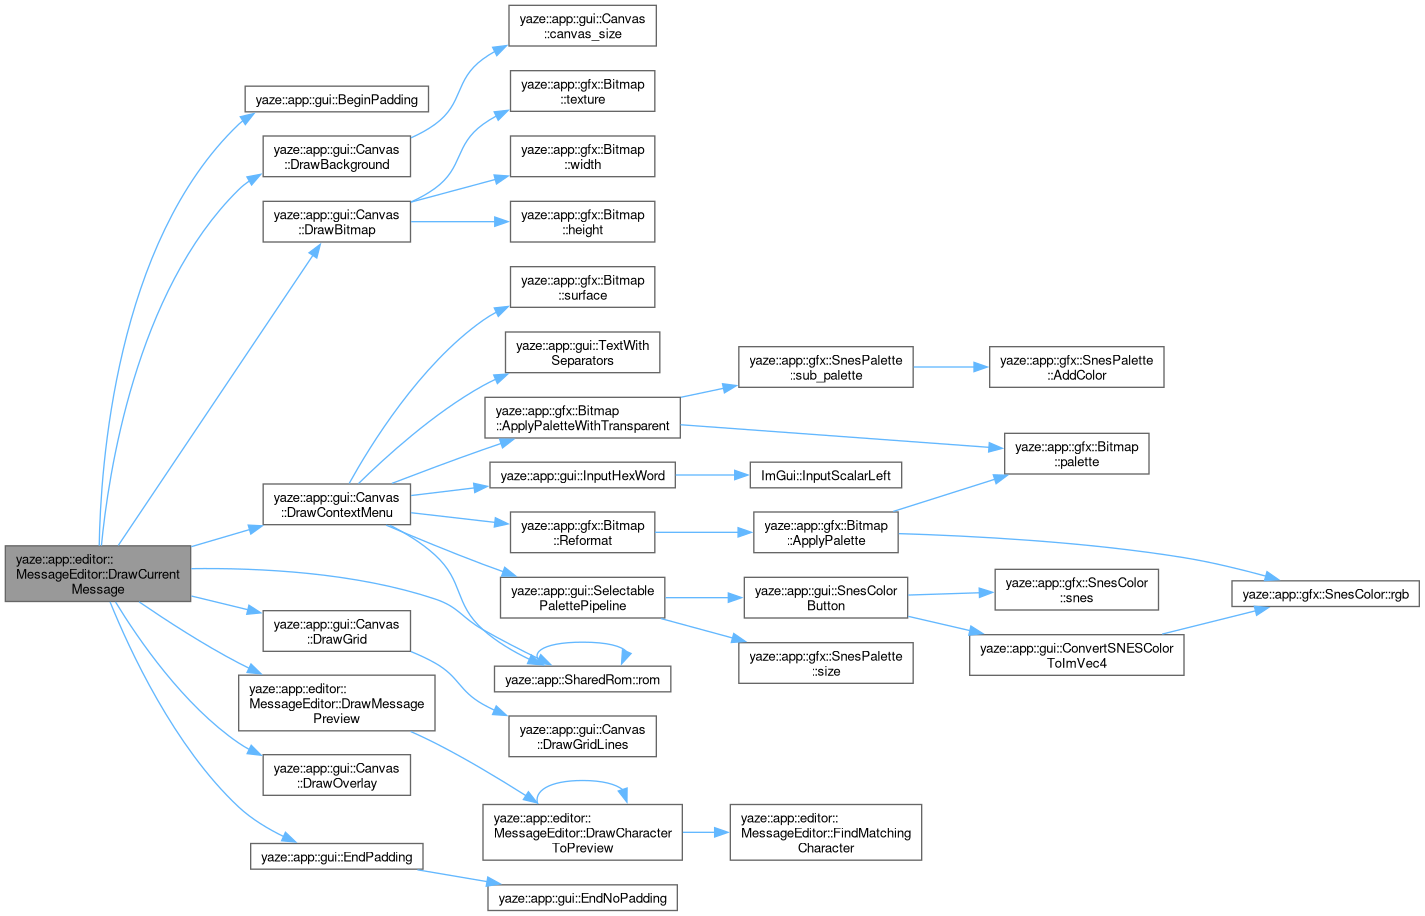 yaze::app::gui::Canvas
::canvas_size
yaze::app::gfx::Bitmap
::texture
yaze::app::gui::BeginPadding
yaze::app::gui::Canvas
::DrawBackground
yaze::app::gfx::Bitmap
::width
yaze::app::gui::Canvas
::DrawBitmap
yaze::app::gfx::Bitmap
::height
yaze::app::gfx::Bitmap
::surface
yaze::app::gui::TextWith
Separators
yaze::app::gfx::SnesPalette
::sub_palette
yaze::app::gfx::SnesPalette
::AddColor
yaze::app::gfx::Bitmap
::ApplyPaletteWithTransparent
yaze::app::gfx::Bitmap
::palette
yaze::app::gui::InputHexWord
ImGui::InputScalarLeft
yaze::app::gui::Canvas
::DrawContextMenu
yaze::app::gfx::Bitmap
::Reformat
yaze::app::gfx::Bitmap
::ApplyPalette
yaze::app::editor::
MessageEditor::DrawCurrent
Message
yaze::app::gui::Selectable
PalettePipeline
yaze::app::gui::SnesColor
Button
yaze::app::gfx::SnesColor
::snes
yaze::app::gfx::SnesColor::rgb
yaze::app::gui::Canvas
::DrawGrid
yaze::app::gfx::SnesPalette
::size
yaze::app::gui::ConvertSNESColor
ToImVec4
yaze::app::SharedRom::rom
yaze::app::editor::
MessageEditor::DrawMessage
Preview
yaze::app::gui::Canvas
::DrawGridLines
yaze::app::gui::Canvas
::DrawOverlay
yaze::app::editor::
MessageEditor::DrawCharacter
ToPreview
yaze::app::editor::
MessageEditor::FindMatching
Character
yaze::app::gui::EndPadding
yaze::app::gui::EndNoPadding